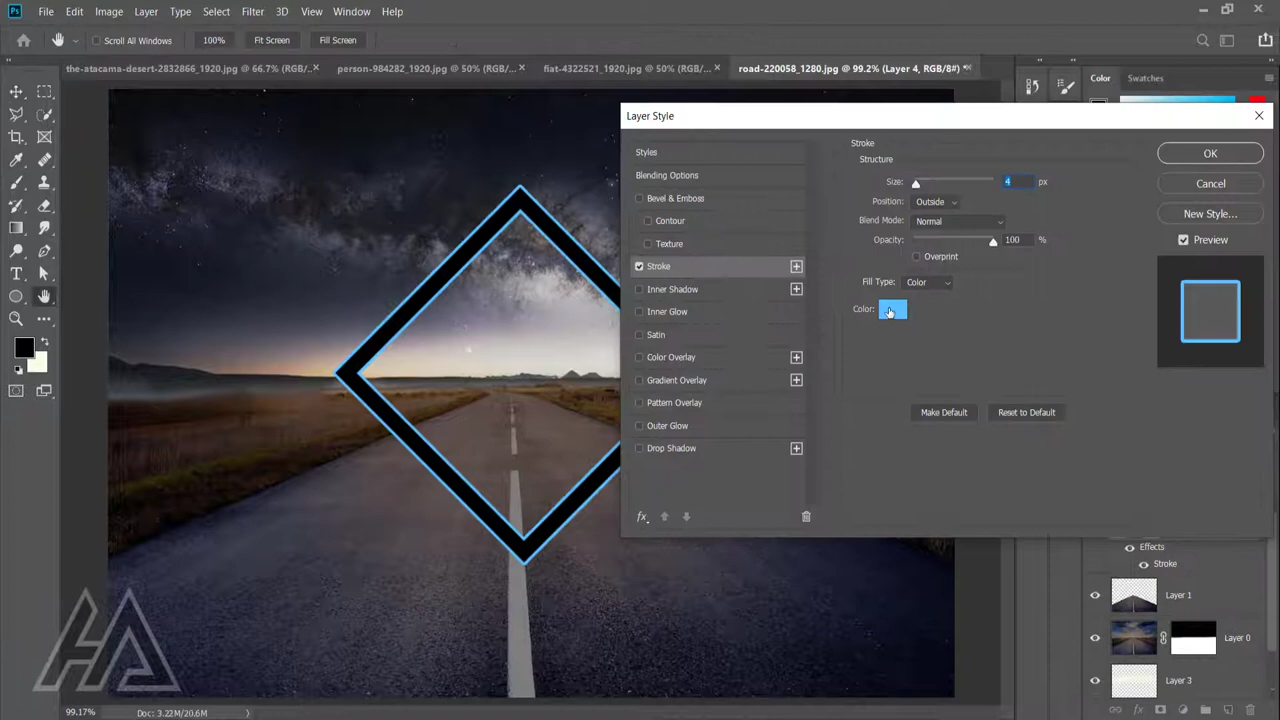 Ps File Edit Image Layer Type Select Filter 3D View Window Help
Scroll All Windows 100% Fit Screen Fill Screen
the-atacama-desert-2832866_1920.jpg @ 66.7% (RGB/... person-984282_1920.jpg @ 50% (RGB/... fiat-4322521_1920.jpg @ 50% (RGB/... road-220058_1280.jpg @ 99.2% (Layer 4, RGB/8#) *
Color Swatches
Layer Style
Styles
Blending Options
Bevel & Emboss
Contour
Texture
Stroke
Inner Shadow
Inner Glow
Satin
Color Overlay
Gradient Overlay
Pattern Overlay
Outer Glow
Drop Shadow
fx
Stroke
Structure
Size: 4 px
Position: Outside
Blend Mode: Normal
Opacity: 100 %
Overprint
Fill Type: Color
Color:
Make Default Reset to Default
OK
Cancel
New Style...
Preview
Effects
Stroke
Layer 1
Layer 0
Layer 3
fx
HA
99.17% Doc: 3.22M/20.6M